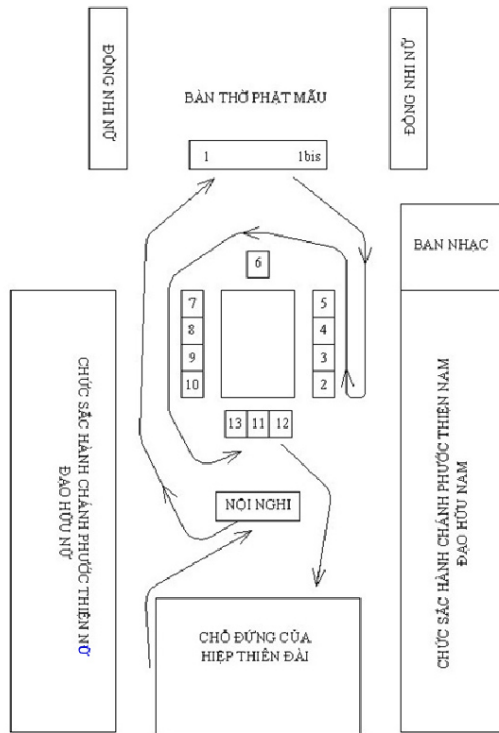 ĐỒNG NHI NỮ
BÀN THỜ PHẬT MẪU
ĐỒNG NHI NỮ
1 1bis
BAN NHẠC
6
7
8
9
10
5
4
3
2
13 11 12
NỘI NGHI
CHỨC SẮC HÀNH CHÁNH PHƯỚC THIỆN NỮ
ĐẠO HỮU NỮ
CHỨC SẮC HÀNH CHÁNH PHƯỚC THIỆN NAM
ĐẠO HỮU NAM
CHỖ ĐỨNG CỦA
HIỆP THIÊN ĐÀI